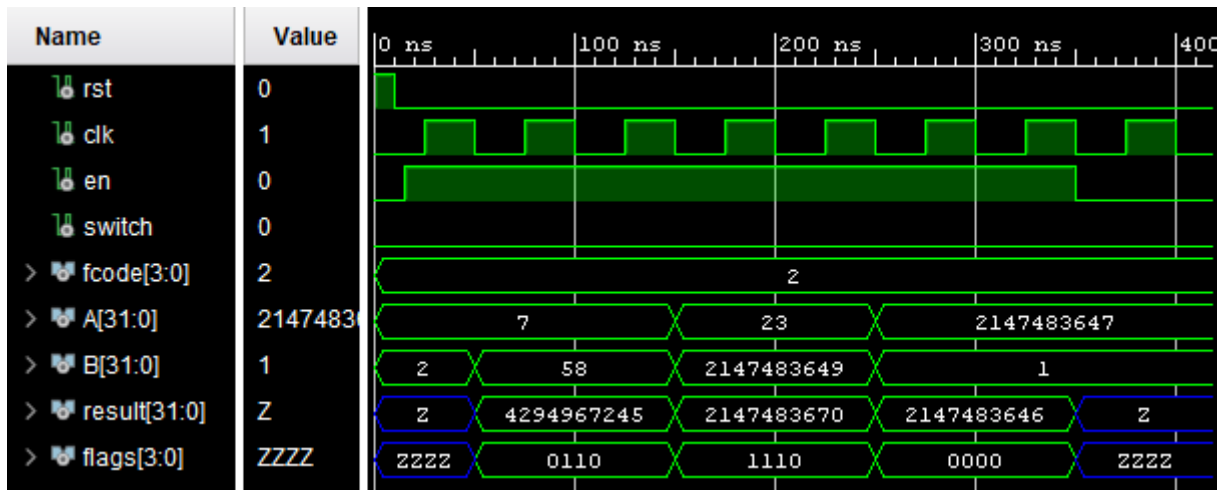 Name Value 0 ns 100 ns 200 ns 300 ns 400
rst 0
clk 1
en 0
switch 0
> fcode[3:0] 2 2
> A[31:0] 21474836 7 23 2147483647
> B[31:0] 1 2 58 2147483649 1
> result[31:0] Z Z 4294967245 2147483670 2147483646 Z
> flags[3:0] ZZZZ ZZZZ 0110 1110 0000 ZZZZ